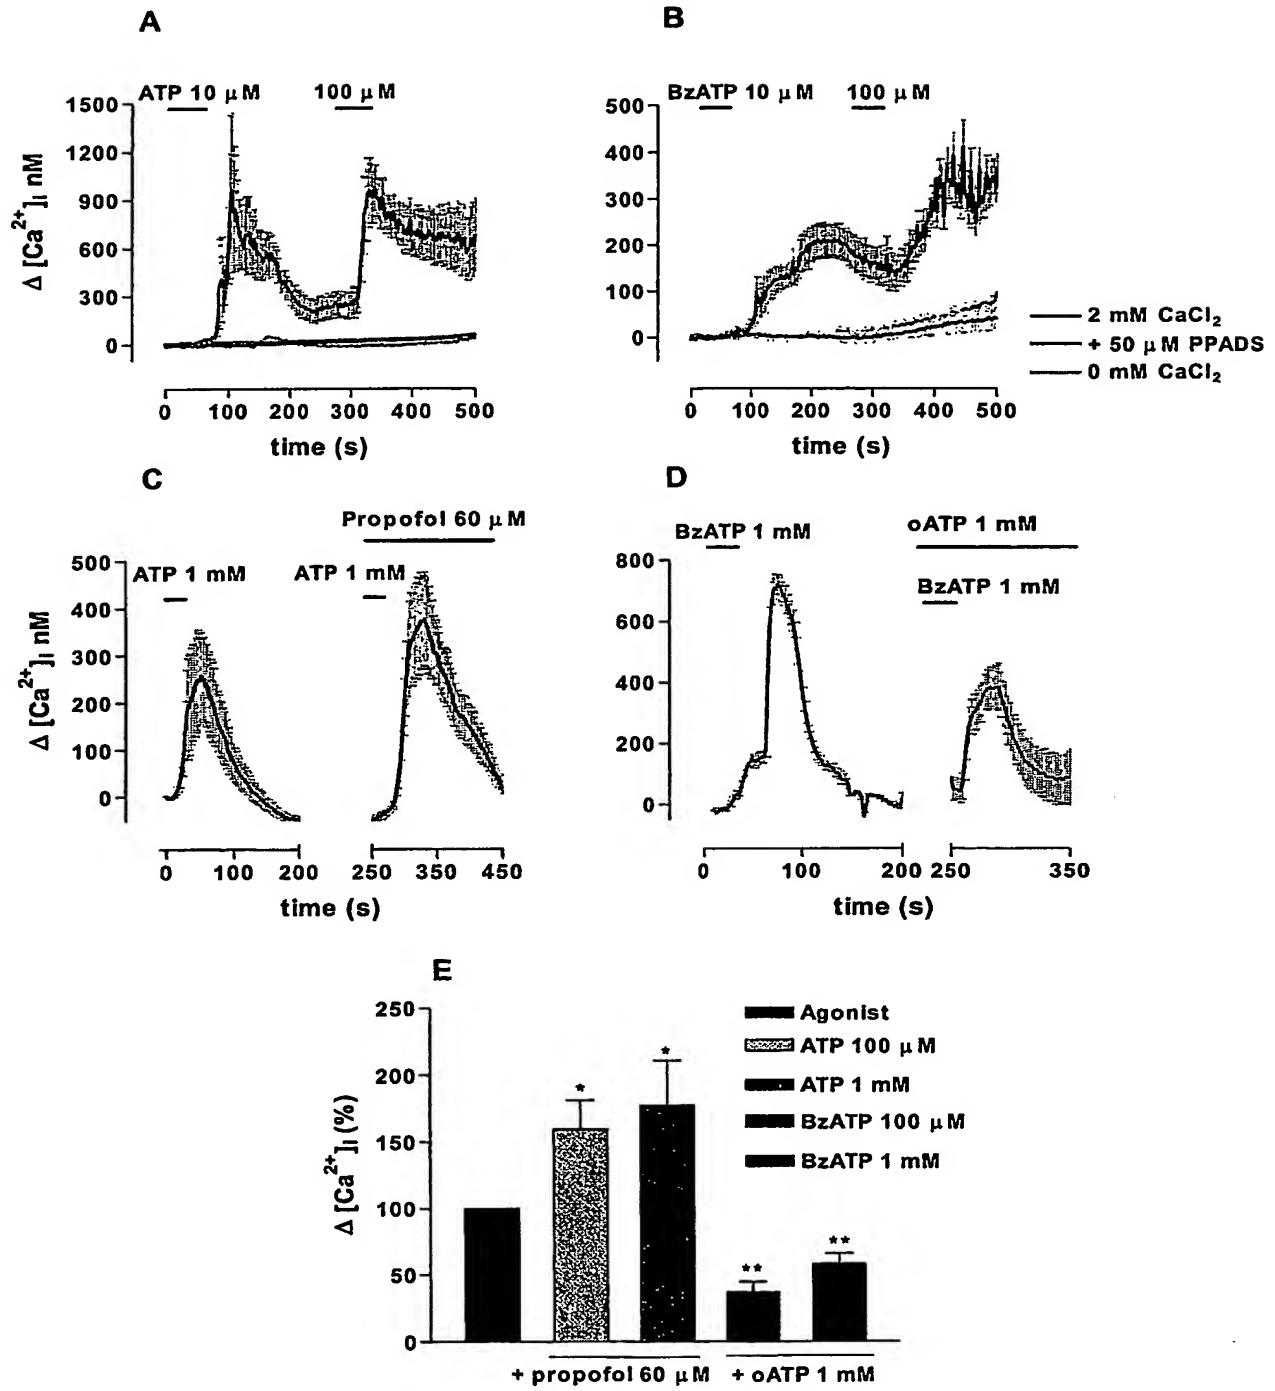 A
B
ATP 10 μM
100 μM
BzATP 10 μM
100 μM
1500
1200
900
600
300
0
Δ [Ca²⁺]ᵢ nM
500
400
300
200
100
0
2 mM CaCl₂
+ 50 μM PPADS
0 mM CaCl₂
0 100 200 300 400 500
0 100 200 300 400 500
time (s)
time (s)
C
D
Propofol 60 μM
ATP 1 mM
ATP 1 mM
BzATP 1 mM
oATP 1 mM
BzATP 1 mM
500
400
300
200
100
0
Δ [Ca²⁺]ᵢ nM
800
600
400
200
0
0 100 200 250 350 450
0 100 200 250 350
time (s)
time (s)
E
250
200
150
100
50
0
Δ [Ca²⁺]ᵢ (%)
*
*
**
**
Agonist
ATP 100 μM
ATP 1 mM
BzATP 100 μM
BzATP 1 mM
+ propofol 60 μM
+ oATP 1 mM